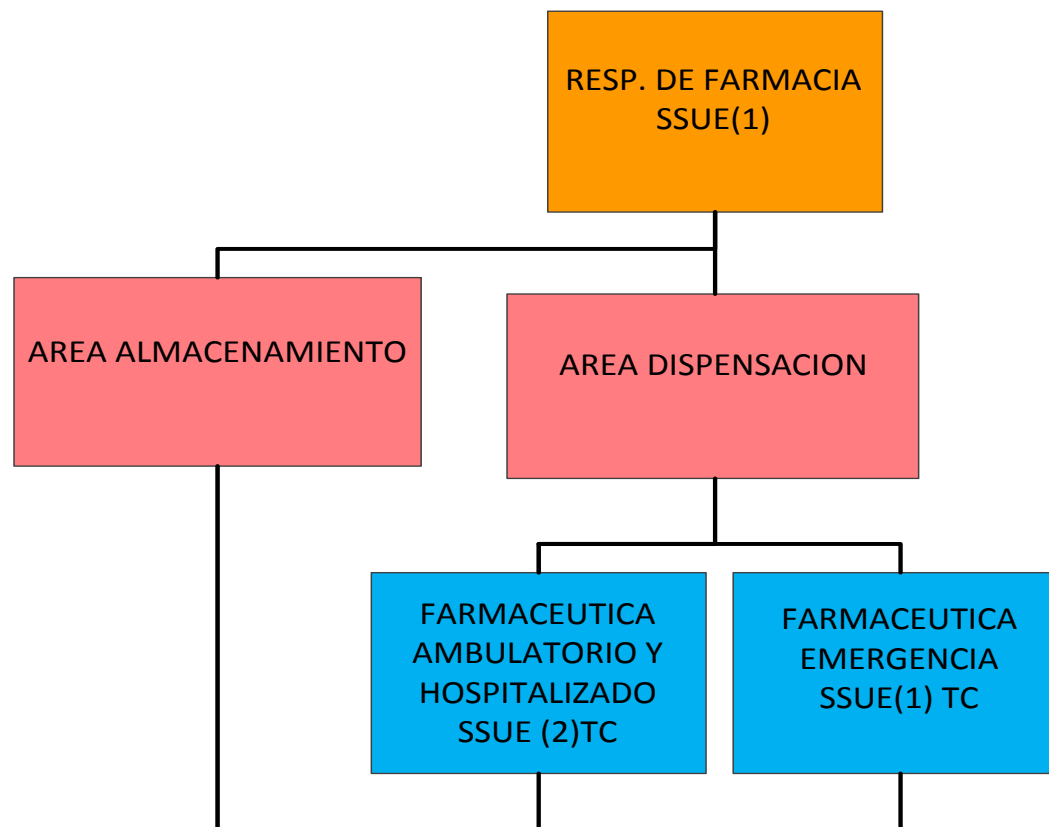 RESP. DE FARMACIA
SSUE(1)
AREA ALMACENAMIENTO
AREA DISPENSACION
FARMACEUTICA
AMBULATORIO Y
HOSPITALIZADO
SSUE (2)TC
FARMACEUTICA
EMERGENCIA
SSUE(1) TC